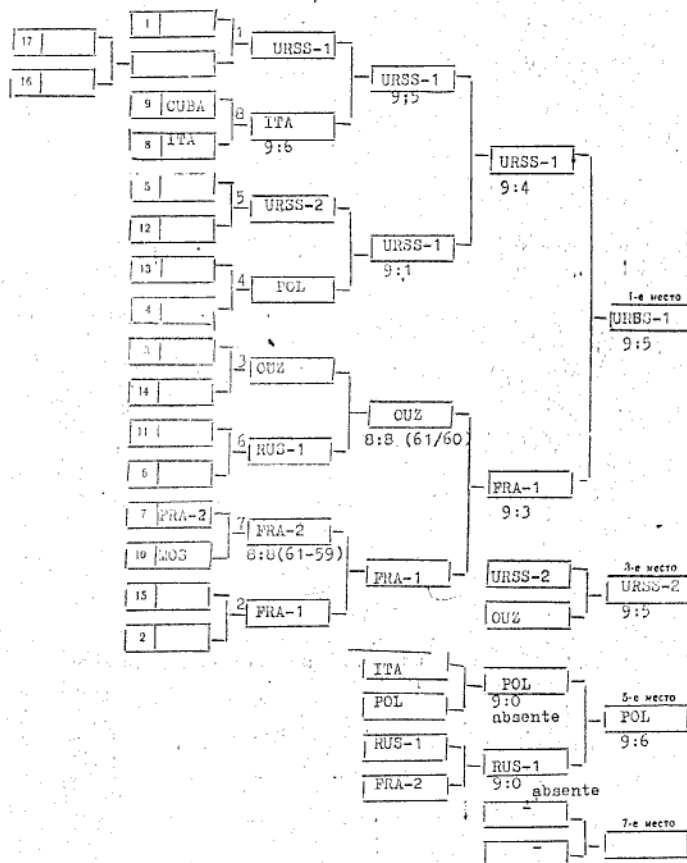 17
16
1
1
URSS-1
URSS-1
9;5
9 CUBA
8
8 ITA
ITA
9:6
URSS-1
9:4
5
5
URSS-2
12
URSS-1
9:1
13
4
POL
4
1-е место
URBS-1
9:5
3
3
OUZ
14
OUZ
8:8 (61/60)
11
6
RUS-1
6
FRA-1
9:3
7 FRA-2
7
FRA-2
8:8(61-59)
10 MOS
FRA-1
15
2
FRA-1
2
URSS-2
OUZ
3-е место
URSS-2
9:5
ITA
POL
POL
9:0
absente
5-е место
POL
9:6
RUS-1
FRA-2
RUS-1
9:0
absente
-
-
7-е место